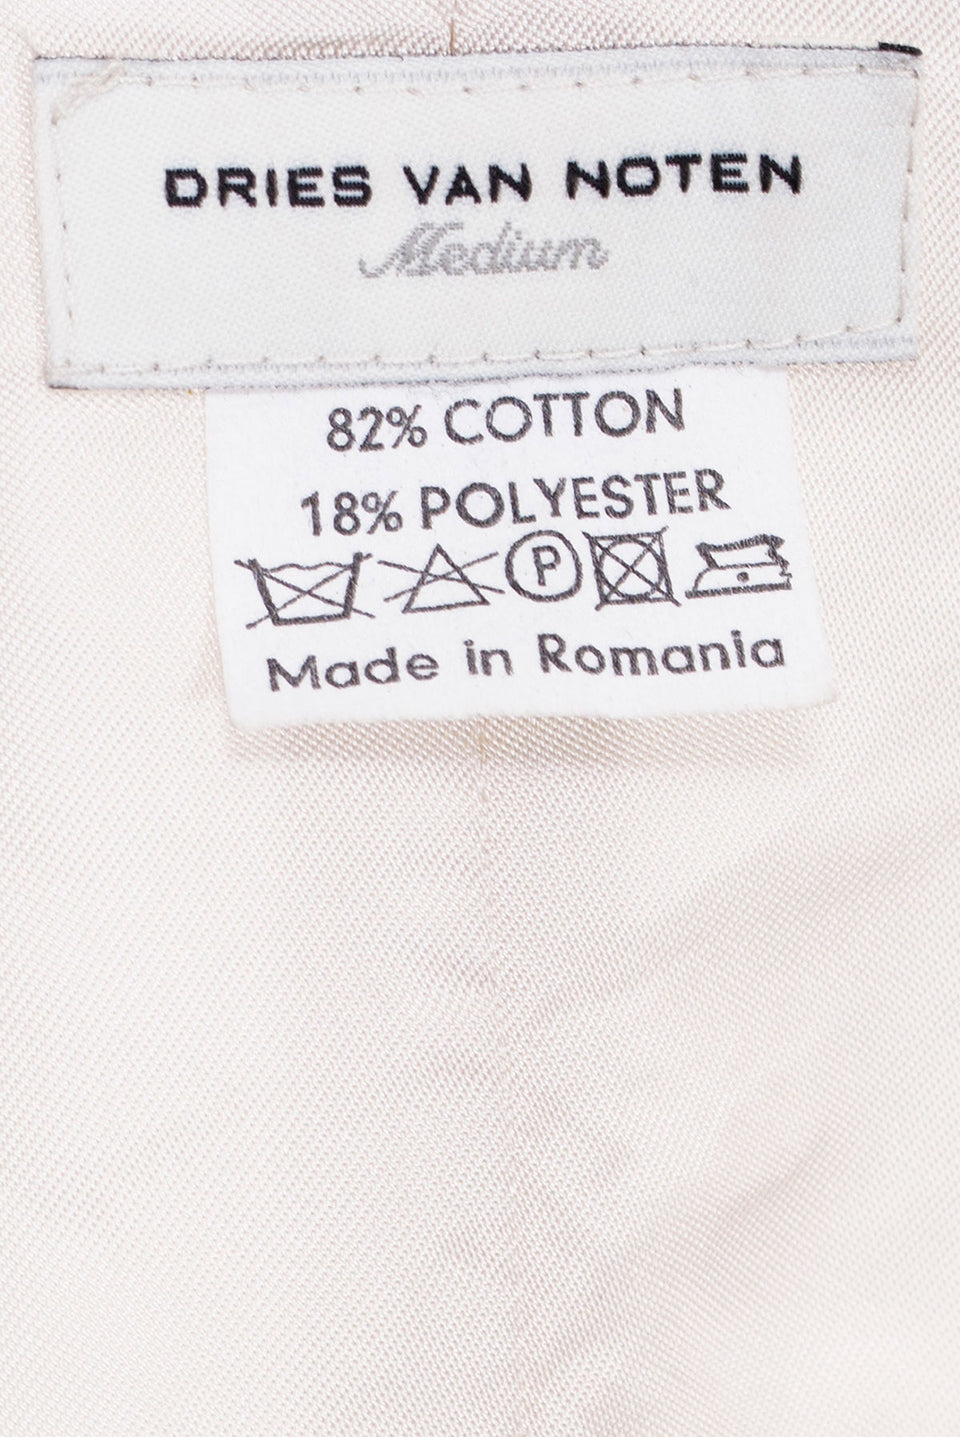 DRIES VAN NOTEN
Medium
82% COTTON
18% POLYESTER
P
Made in Romania